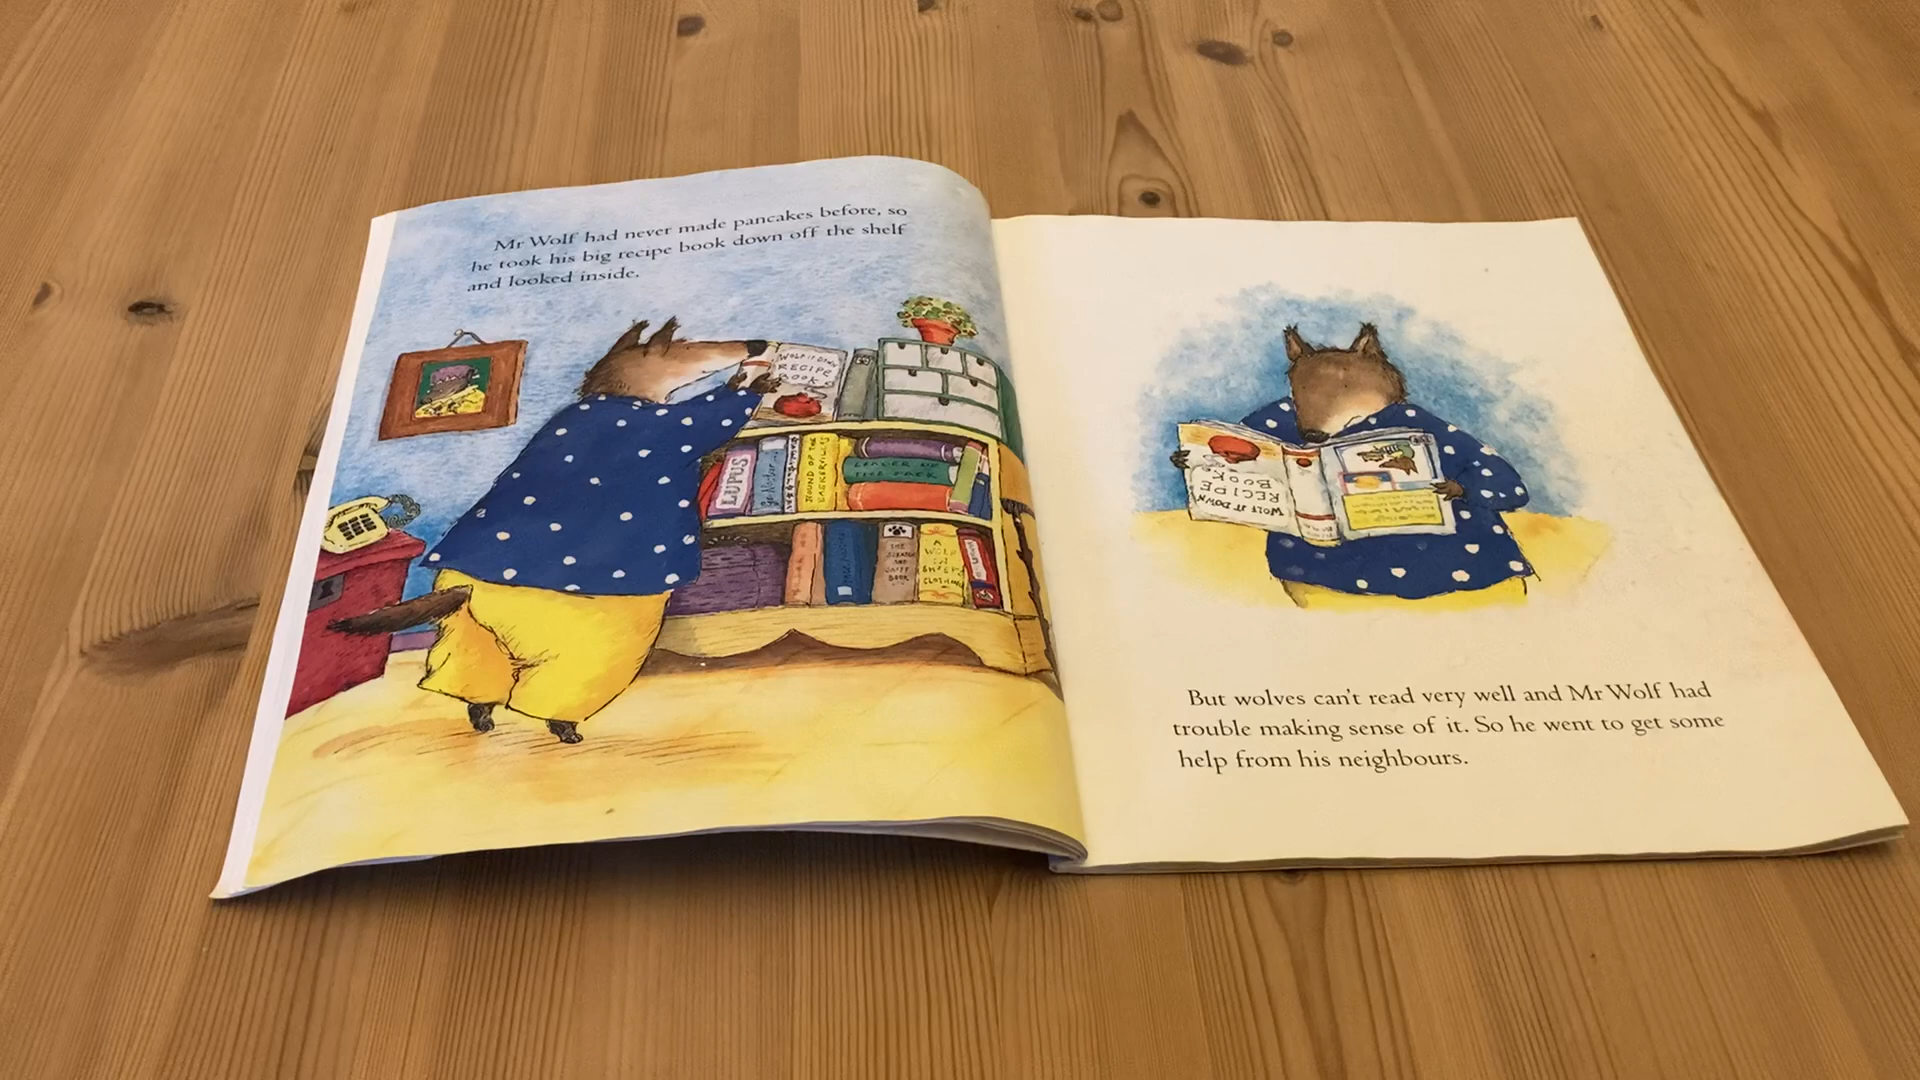 Mr Wolf had never made pancakes before, so
he took his big recipe book down off the shelf
and looked inside.
WOLF IT DOWN
RECIPE
BOOK
LUPUS
HOUND OF THE
BASKERVILLES
LEADER OF
THE PACK
THE
SCRATCH
AND
SNIFF
BOOK
A
WOLF
IN
SHEEP'S
CLOTHING
But wolves can't read very well and Mr Wolf had
trouble making sense of it. So he went to get some
help from his neighbours.
WOLF IT DOWN
RECIPE
BOOK